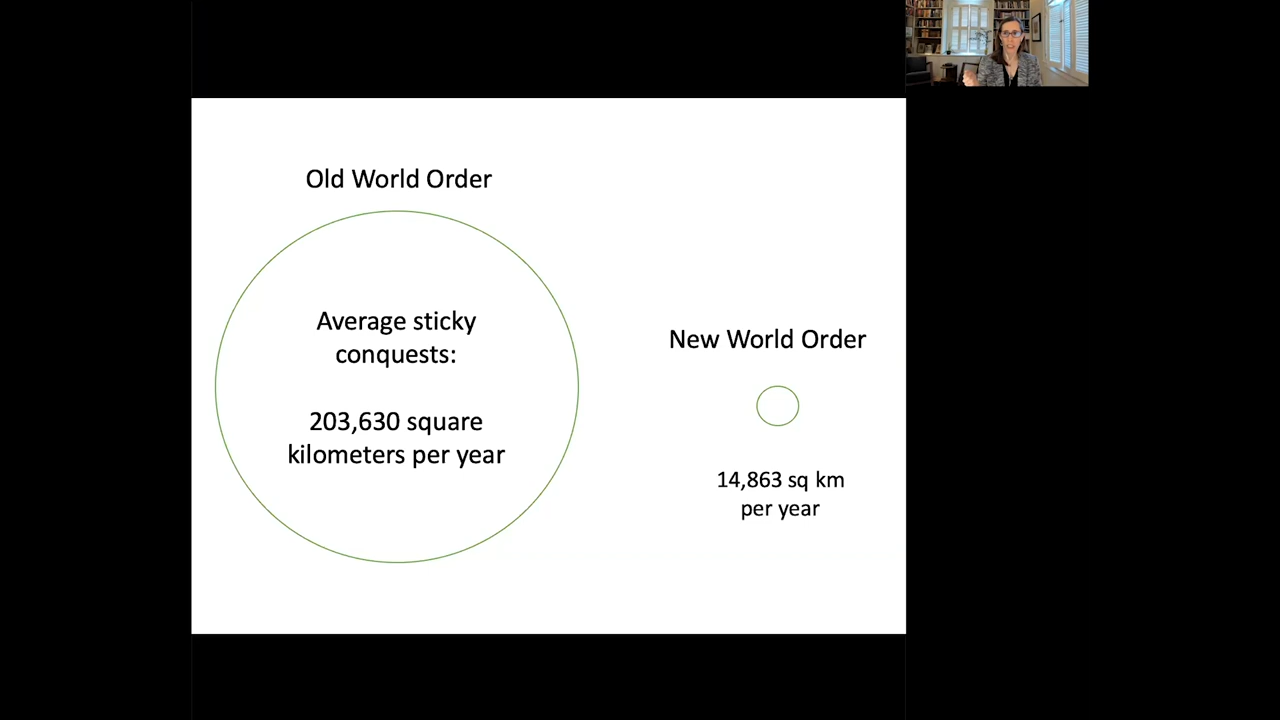 Old World Order
Average sticky
conquests:
203,630 square
kilometers per year
New World Order
14,863 sq km
per year